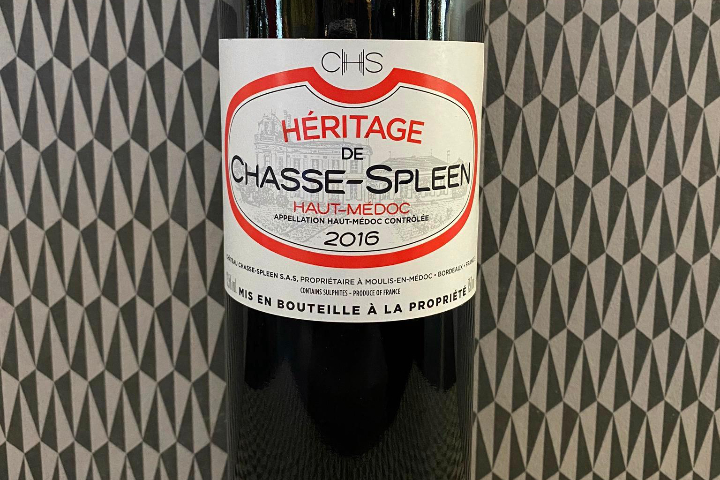 CHS
HÉRITAGE
DE
CHASSE-SPLEEN
HAUT-MÉDOC
APPELLATION HAUT-MÉDOC CONTRÔLÉE
2016
CHASSE-SPLEEN S.A.S, PROPRIÉTAIRE À MOULIS-EN-MÉDOC - BORDEAUX - FRANCE
CONTAINS SULPHITES - PRODUCE OF FRANCE
MIS EN BOUTEILLE À LA PROPRIÉTÉ